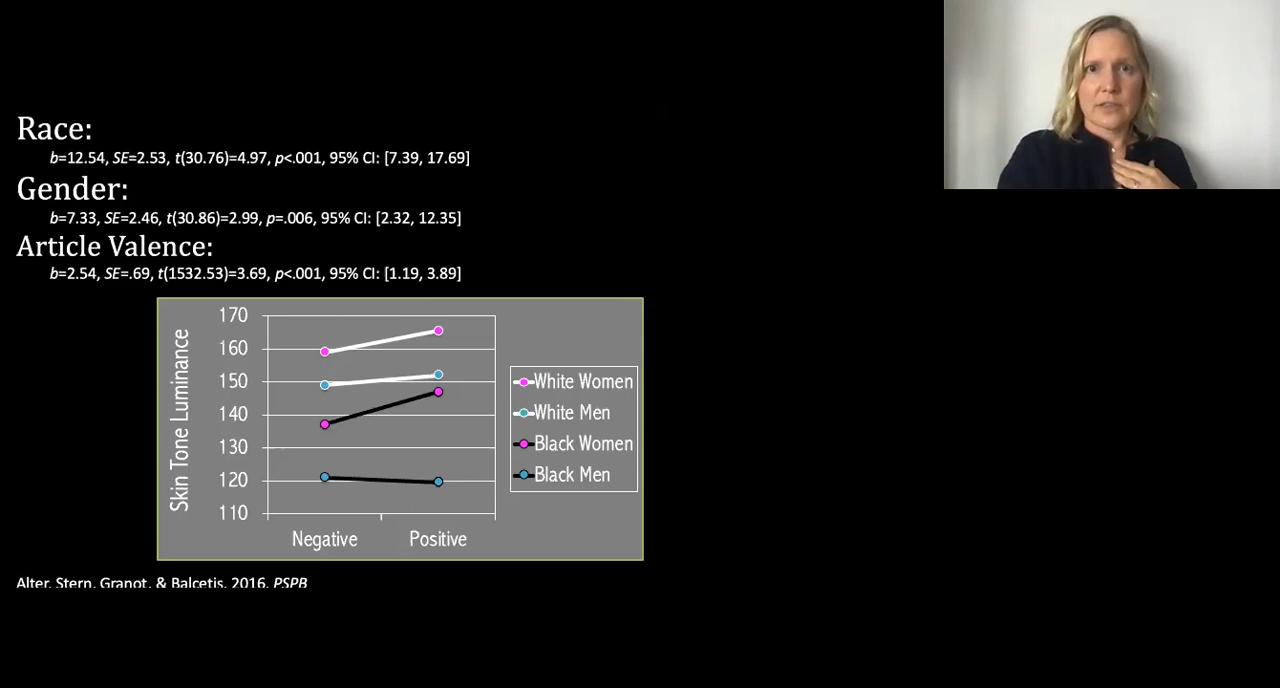 Race:
b=12.54, SE=2.53, t(30.76)=4.97, p<.001, 95% CI: [7.39, 17.69]
Gender:
b=7.33, SE=2.46, t(30.86)=2.99, p=.006, 95% CI: [2.32, 12.35]
Article Valence:
b=2.54, SE=.69, t(1532.53)=3.69, p<.001, 95% CI: [1.19, 3.89]
Skin Tone Luminance
170
160
150
140
130
120
110
Negative Positive
White Women
White Men
Black Women
Black Men
Alter, Stern, Granot, & Balcetis, 2016, PSPB